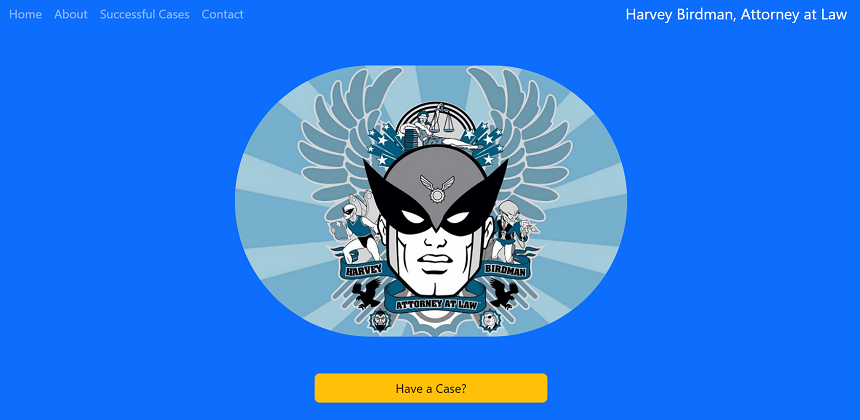 Home About Successful Cases Contact
Harvey Birdman, Attorney at Law
HARVEY BIRDMAN
ATTORNEY AT LAW
Have a Case?